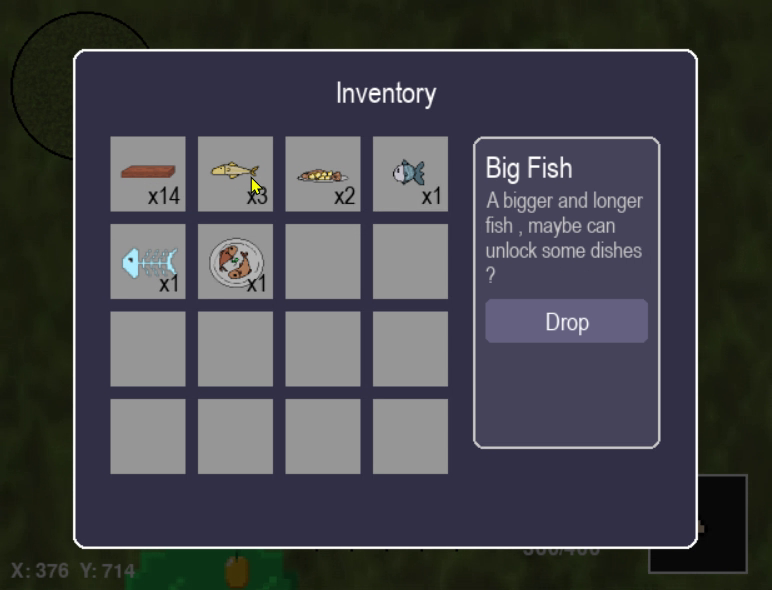 Inventory
x14
x3
x2
x1
x1
x1
Big Fish
A bigger and longer
fish , maybe can
unlock some dishes
?
Drop
X: 376 Y: 714